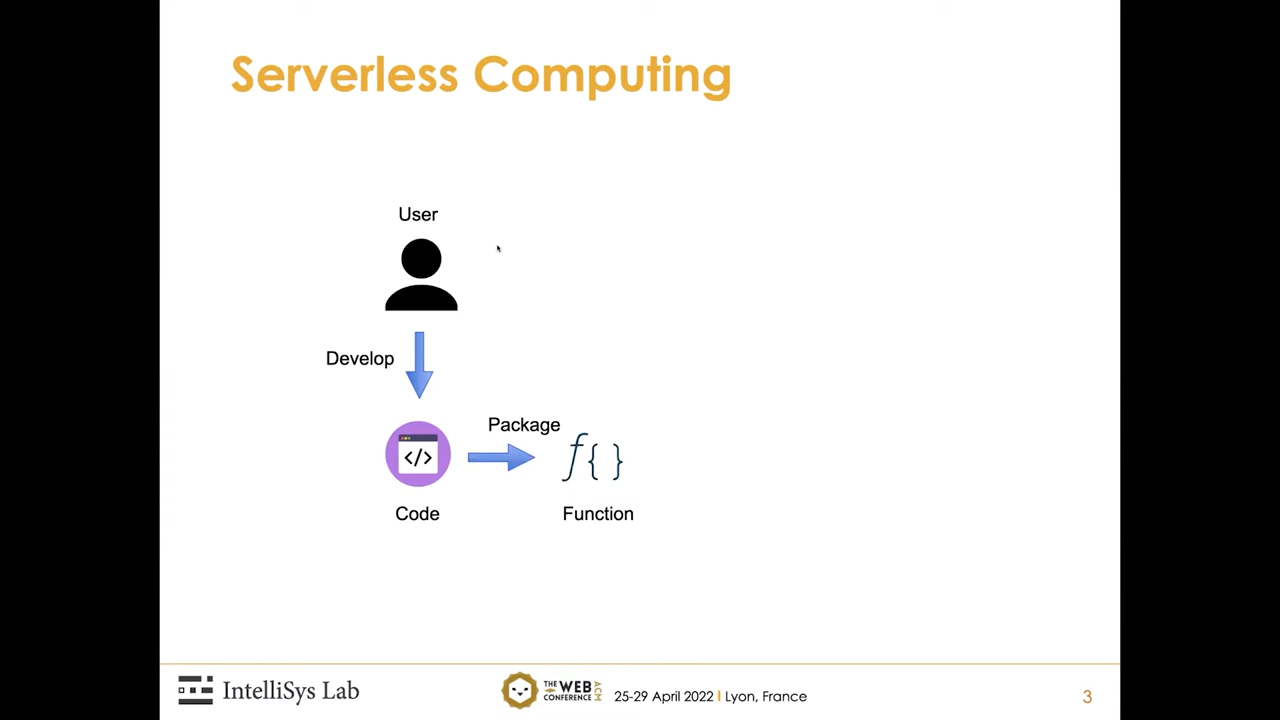 Serverless Computing
User
Develop
Package
</>
f{ }
Code
Function
IntelliSys Lab
THE WEB CONFERENCE
ACM
25-29 April 2022 | Lyon, France
3